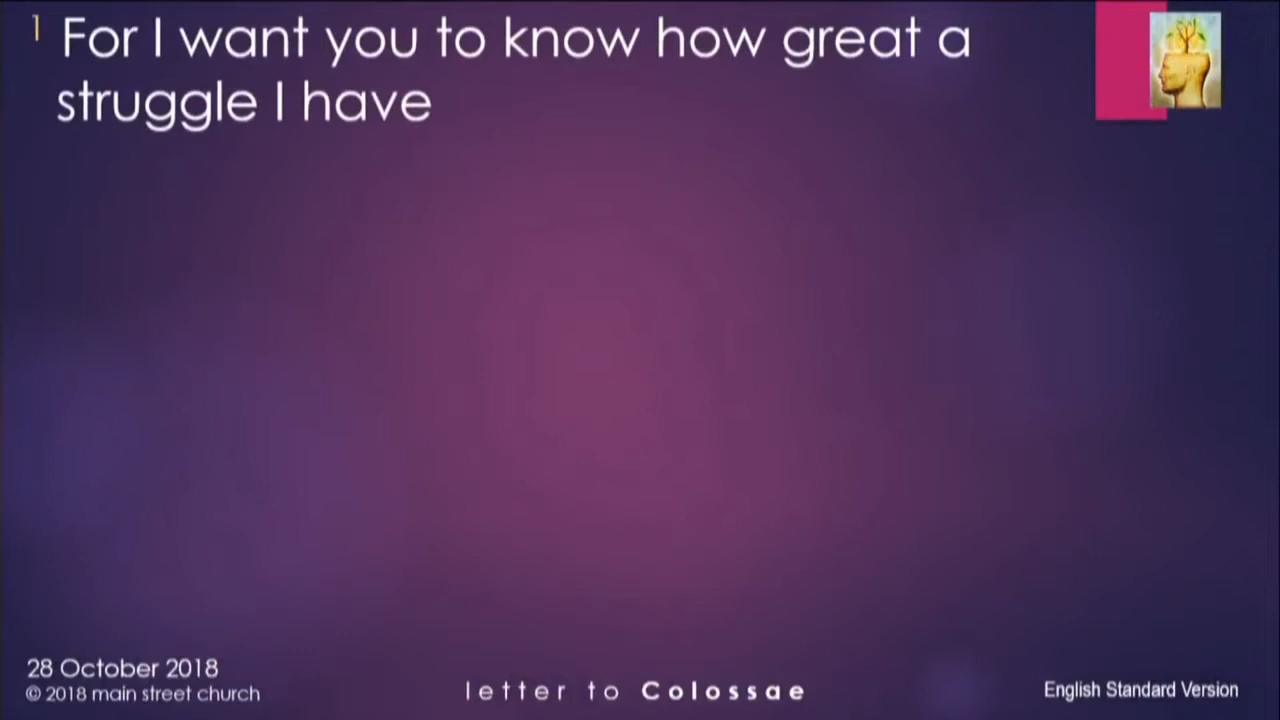 1 For I want you to know how great a
struggle I have
28 October 2018
© 2018 main street church
letter to Colossae
English Standard Version